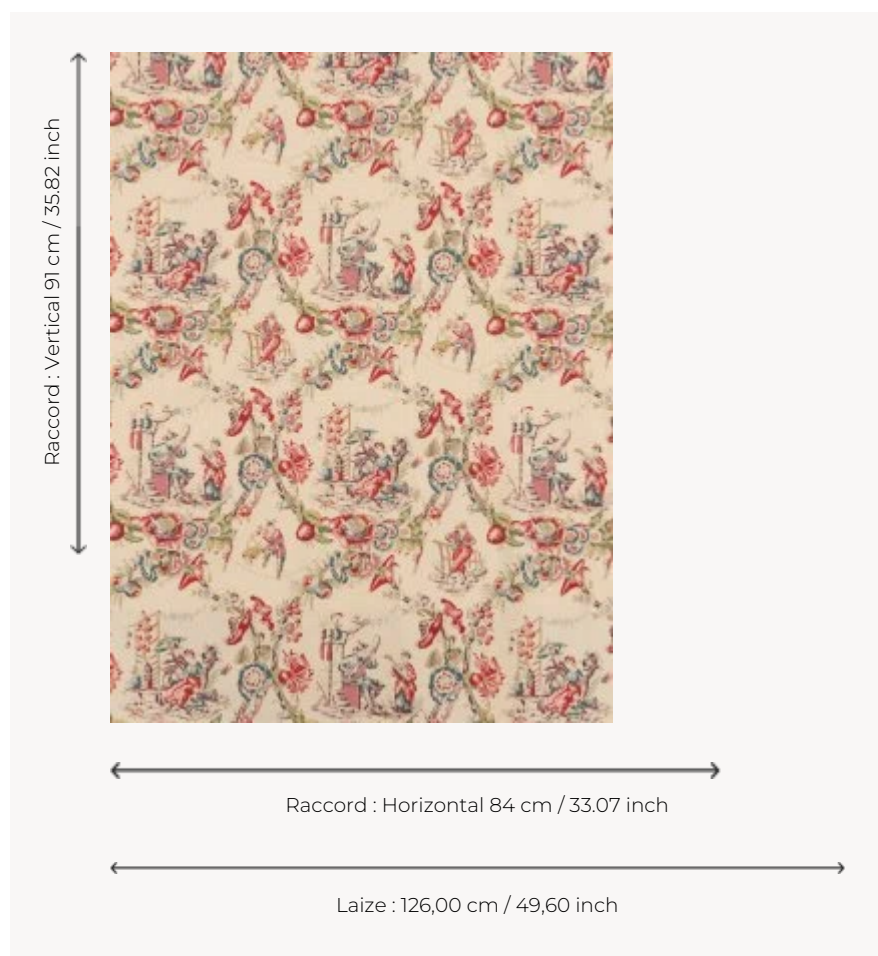 Raccord : Vertical 91 cm / 35.82 inch
Raccord : Horizontal 84 cm / 33.07 inch
Laize : 126,00 cm / 49,60 inch